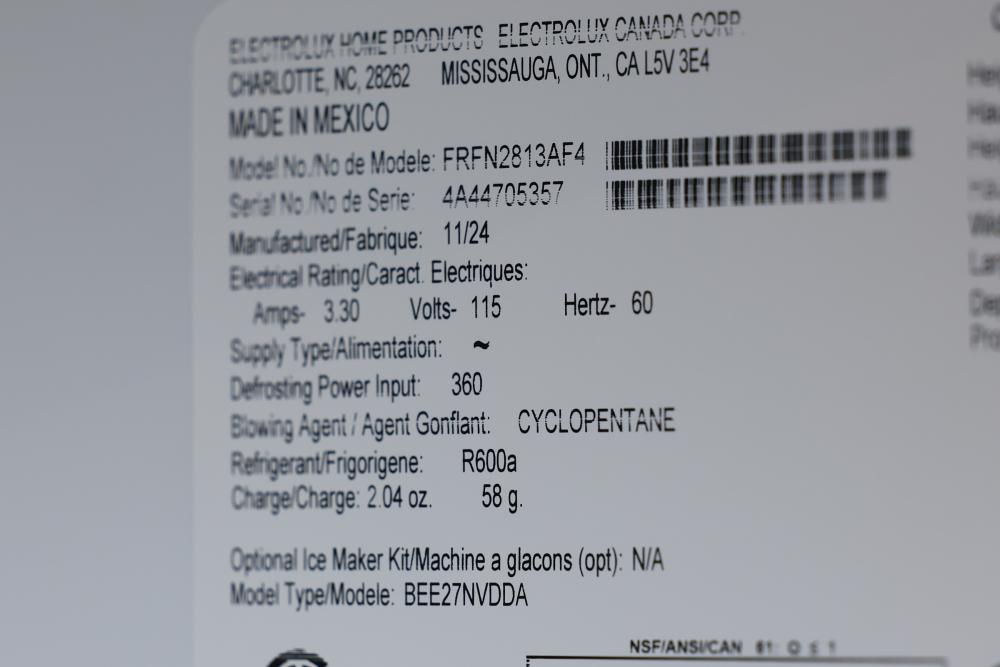 ELECTROLUX HOME PRODUCTS ELECTROLUX CANADA CORP.
CHARLOTTE, NC, 28262 MISSISSAUGA, ONT., CA L5V 3E4
MADE IN MEXICO
Model No./No de Modele: FRFN2813AF4
Serial No./No de Serie: 4A44705357
Manufactured/Fabrique: 11/24
Electrical Rating/Caract. Electriques:
Amps- 3.30 Volts- 115 Hertz- 60
Supply Type/Alimentation: ~
Defrosting Power Input: 360
Blowing Agent / Agent Gonflant: CYCLOPENTANE
Refrigerant/Frigorigene: R600a
Charge/Charge: 2.04 oz. 58 g.
Optional Ice Maker Kit/Machine a glacons (opt): N/A
Model Type/Modele: BEE27NVDDA
NSF/ANSI/CAN